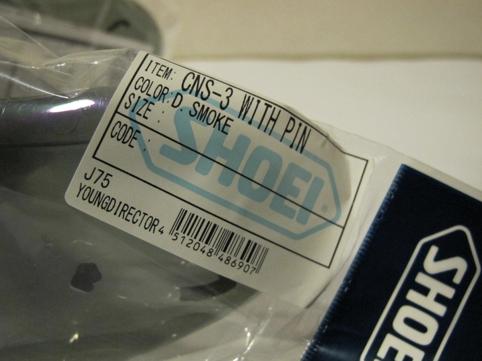 ITEM: CNS-3 WITH PIN
COLOR: D. SMOKE
SIZE :
CODE :
SHOEI
J75
YOUNGDIRECTOR
4 512048 486907
SHOEI